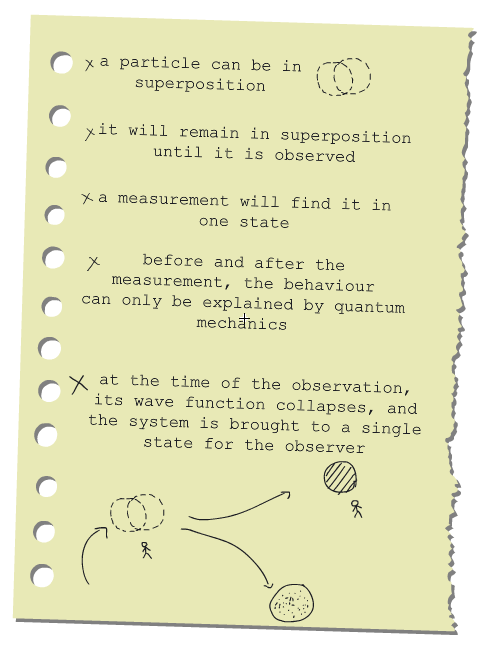 a particle can be in
superposition
it will remain in superposition
until it is observed
a measurement will find it in
one state
before and after the
measurement, the behaviour
can only be explained by quantum
mechanics
at the time of the observation,
its wave function collapses, and
the system is brought to a single
state for the observer